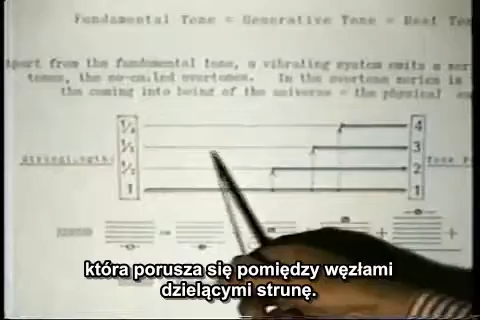 Fundamental Tone = Generative Tone = Root Tone
apart from the fundamental tone, a vibrating system emits a
tones, the so-called overtones. In the overtone series is
the coming into being of the universe = the physical
1/4 4
1/3 3
1/2 2
1 1
która porusza się pomiędzy węzłami
dzielącymi strunę.